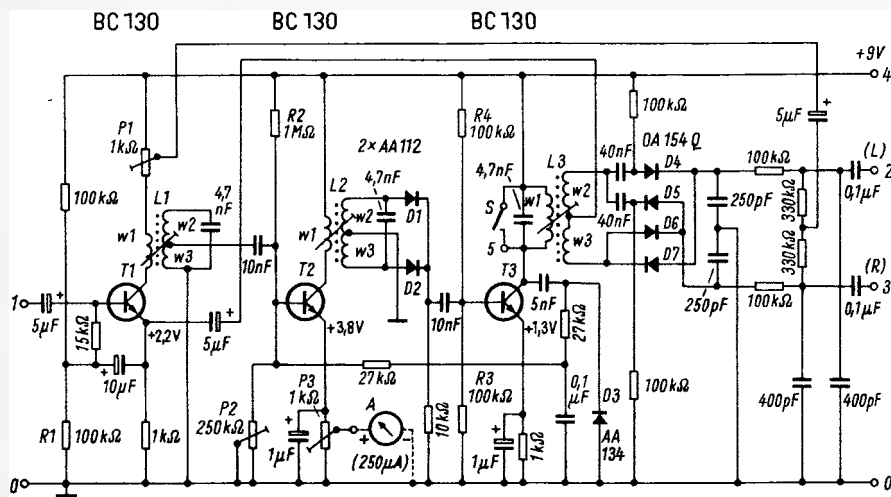 BC 130 BC 130 BC 130
+9V
4
P1
1kΩ
R2
1MΩ
R4
100kΩ
100kΩ
0A 154 Q
5µF
2× AA112
(L)
2
100kΩ
L1
4,7
nF
w1
w2
w3
L2
4,7nF
w1
w2
w3
D1
D2
4,7nF
S
5
w1
L3
w2
w3
40nF
40nF
D4
D5
D6
D7
100kΩ
250pF
330kΩ
0,1µF
10nF
T1
T2
T3
10nF
5nF
250pF
330kΩ
100kΩ
(R)
3
0,1µF
1
5µF
15kΩ
+2,2V
5µF
+3,8V
+1,3V
27kΩ
10µF
27kΩ
P2
250kΩ
P3
1kΩ
A
+
(250µA)
R3
100kΩ
0,1
µF
D3
AA
134
100kΩ
400pF
400pF
R1
100kΩ
1kΩ
1µF
10kΩ
1µF
1kΩ
0
0